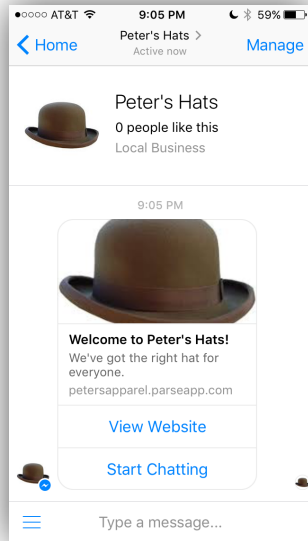 AT&T 9:05 PM 59%
Home Peter's Hats Manage
Active now
Peter's Hats
0 people like this
Local Business
9:05 PM
Welcome to Peter's Hats!
We've got the right hat for
everyone.
petersapparel.parseapp.com
View Website
Start Chatting
Type a message...